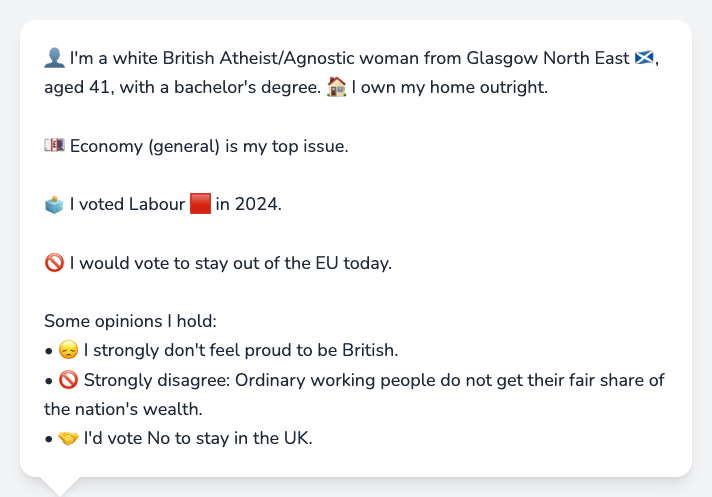 👤 I'm a white British Atheist/Agnostic woman from Glasgow North East 🏴󠁧󠁢󠁳󠁣󠁴󠁿,
aged 41, with a bachelor's degree. 🏠 I own my home outright.
💷 Economy (general) is my top issue.
🗳️ I voted Labour 🟥 in 2024.
🚫 I would vote to stay out of the EU today.
Some opinions I hold:
• 😞 I strongly don't feel proud to be British.
• 🚫 Strongly disagree: Ordinary working people do not get their fair share of
the nation's wealth.
• 🤝 I'd vote No to stay in the UK.